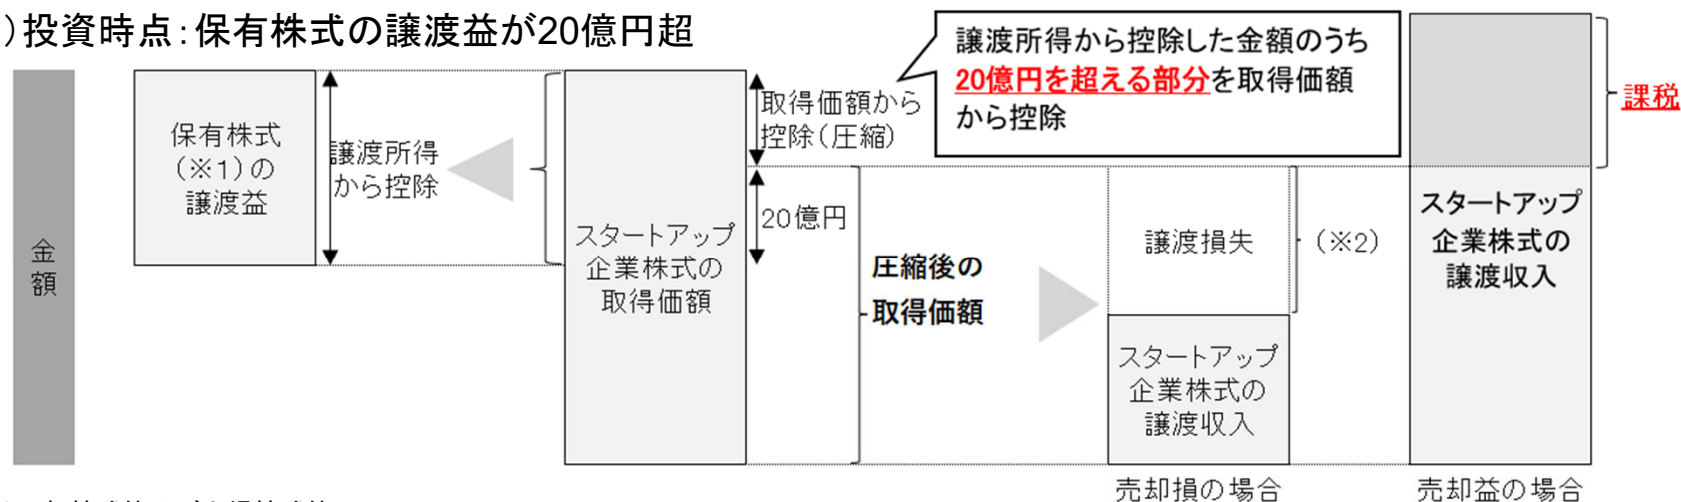 )投資時点:保有株式の譲渡益が20億円超
金
額
保有株式
(※1)の
譲渡益
譲渡所得
から控除
スタートアップ
企業株式の
取得価額
取得価額から
控除(圧縮)
20億円
圧縮後の
取得価額
譲渡所得から控除した金額のうち
20億円を超える部分を取得価額
から控除
譲渡損失
(※2)
スタートアップ
企業株式の
譲渡収入
売却損の場合
スタートアップ
企業株式の
譲渡収入
課税
売却益の場合